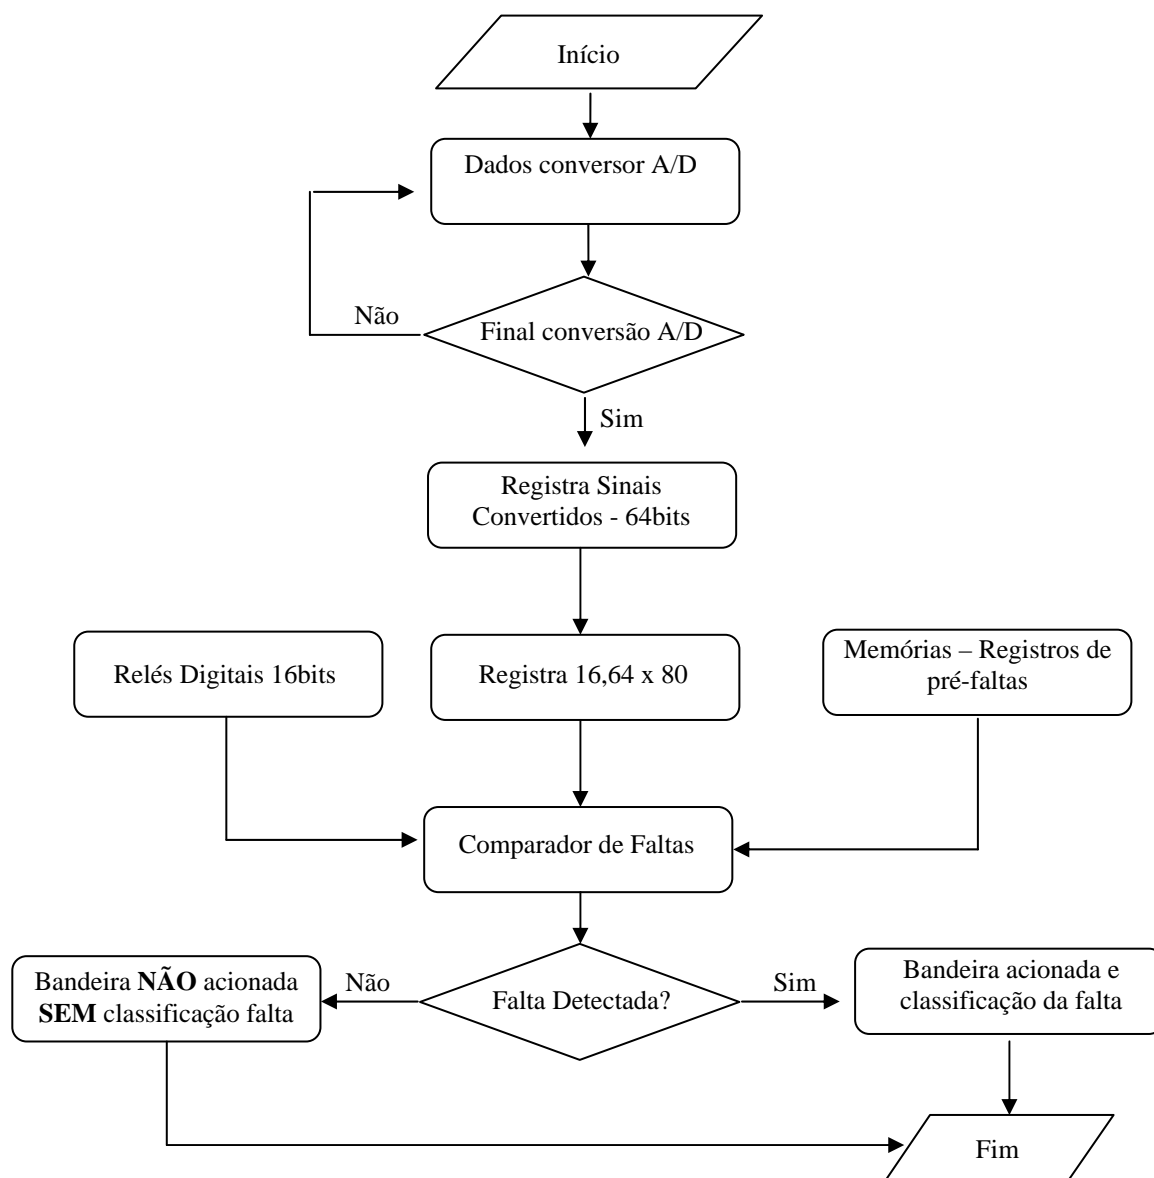 Início
Dados conversor A/D
Não
Final conversão A/D
Sim
Registra Sinais
Convertidos - 64bits
Relés Digitais 16bits
Registra 16,64 x 80
Memórias – Registros de
pré-faltas
Comparador de Faltas
Bandeira NÃO acionada
SEM classificação falta
Não
Falta Detectada?
Sim
Bandeira acionada e
classificação da falta
Fim